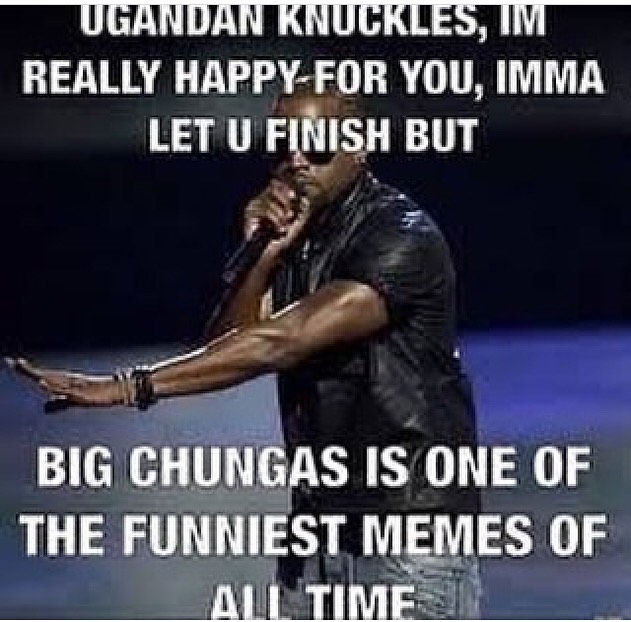 UGANDAN KNUCKLES, IM
REALLY HAPPY FOR YOU, IMMA
LET U FINISH BUT
BIG CHUNGAS IS ONE OF
THE FUNNIEST MEMES OF
ALL TIME